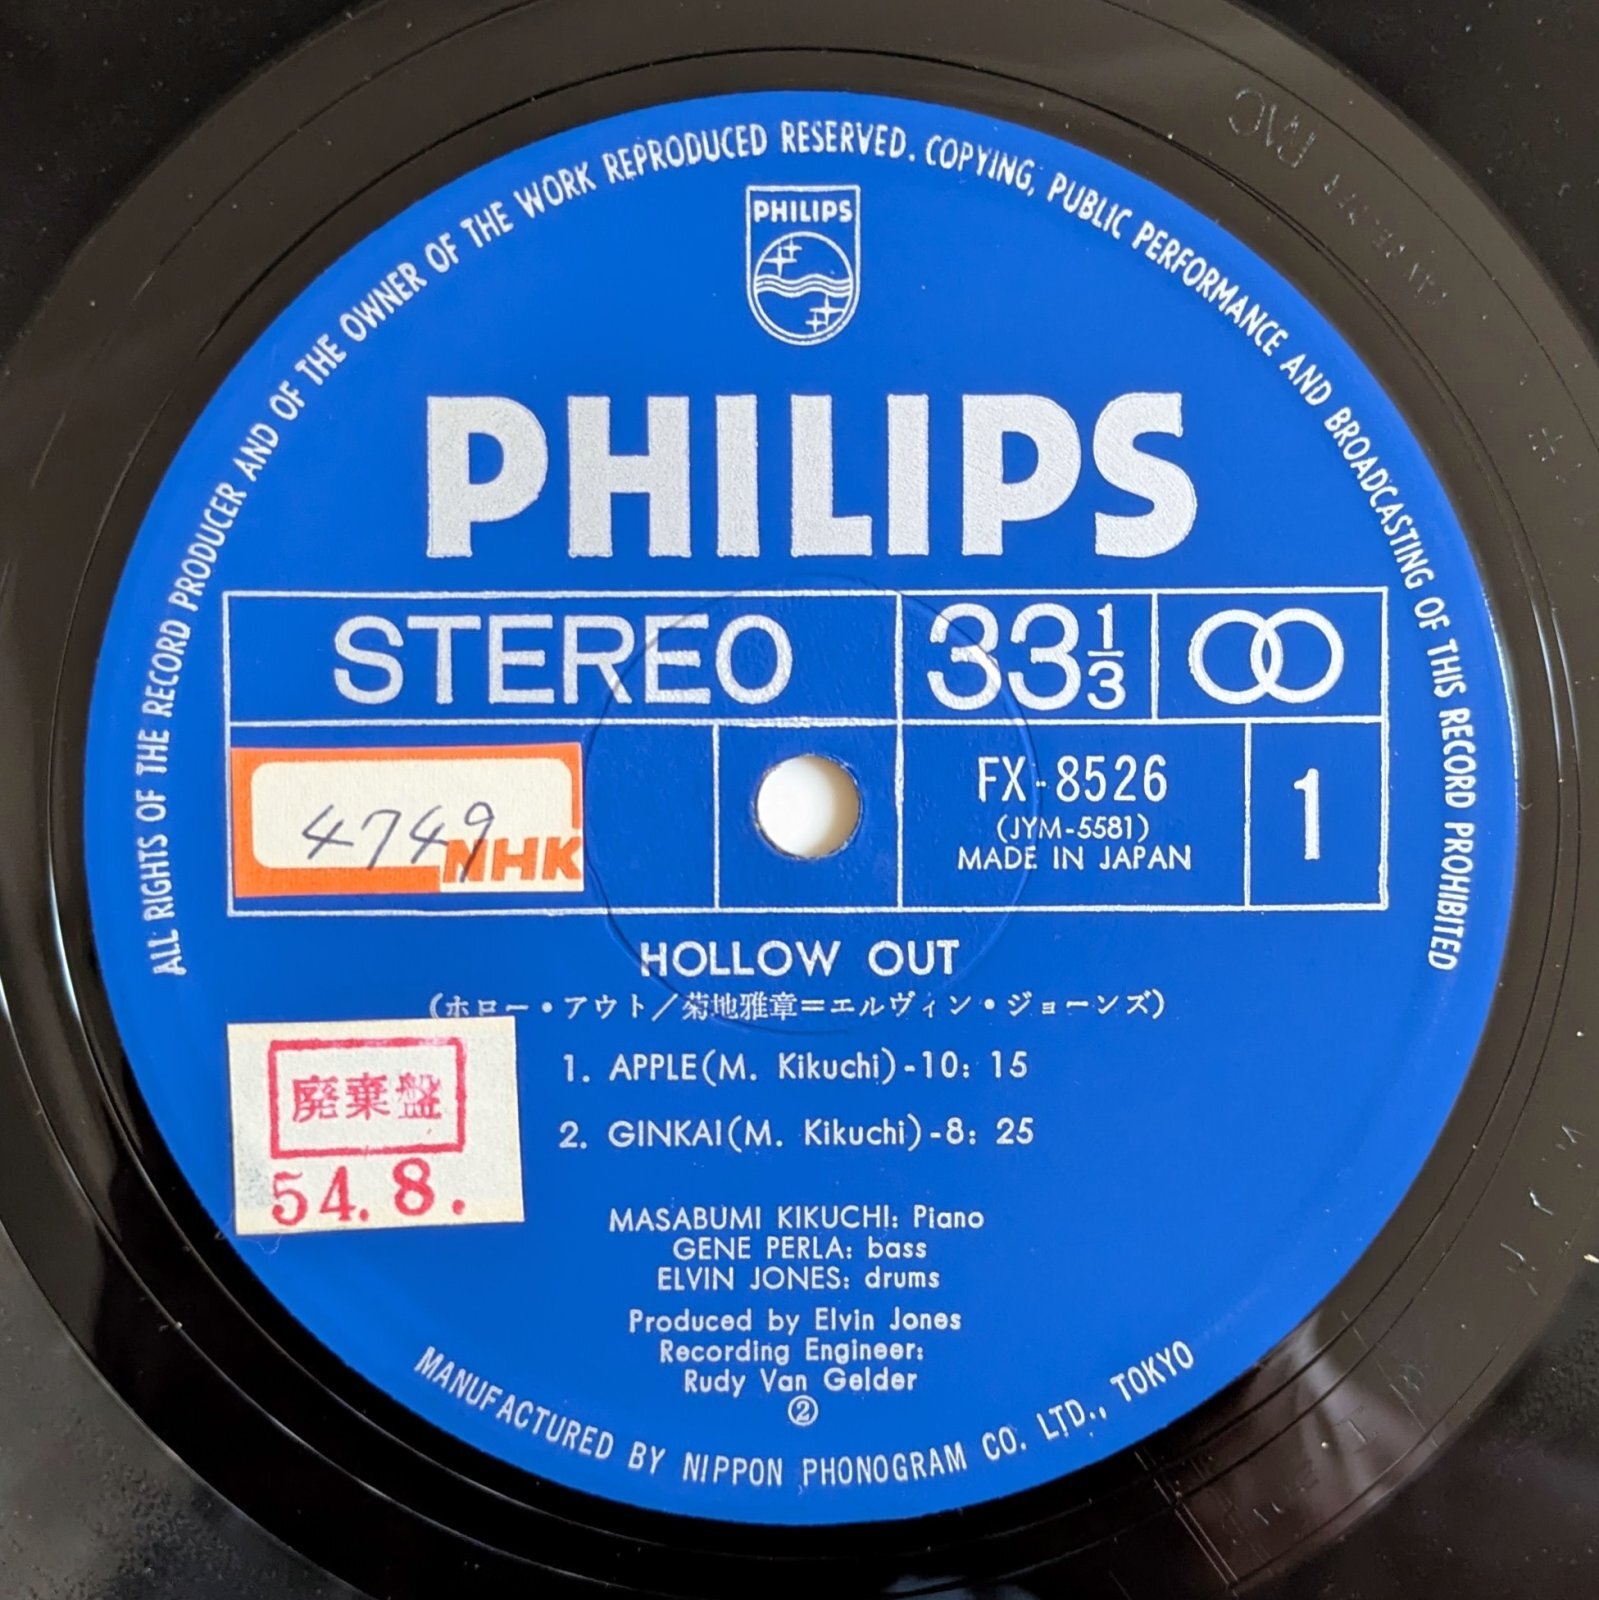 ALL RIGHTS OF THE RECORD PRODUCER AND OF THE OWNER OF THE WORK REPRODUCED RESERVED. COPYING, PUBLIC PERFORMANCE AND BROADCASTING OF THIS RECORD PROHIBITED
PHILIPS
PHILIPS
STEREO 33 1/3
4749
NHK
FX-8526
(JYM-5581)
MADE IN JAPAN
1
HOLLOW OUT
(ホロー・アウト/菊地雅章=エルヴィン・ジョーンズ)
廃棄盤
54.8.
1. APPLE(M. Kikuchi)-10: 15
2. GINKAI(M. Kikuchi)-8: 25
MASABUMI KIKUCHI: Piano
GENE PERLA: bass
ELVIN JONES: drums
Produced by Elvin Jones
Recording Engineer:
Rudy Van Gelder
②
MANUFACTURED BY NIPPON PHONOGRAM CO. LTD., TOKYO